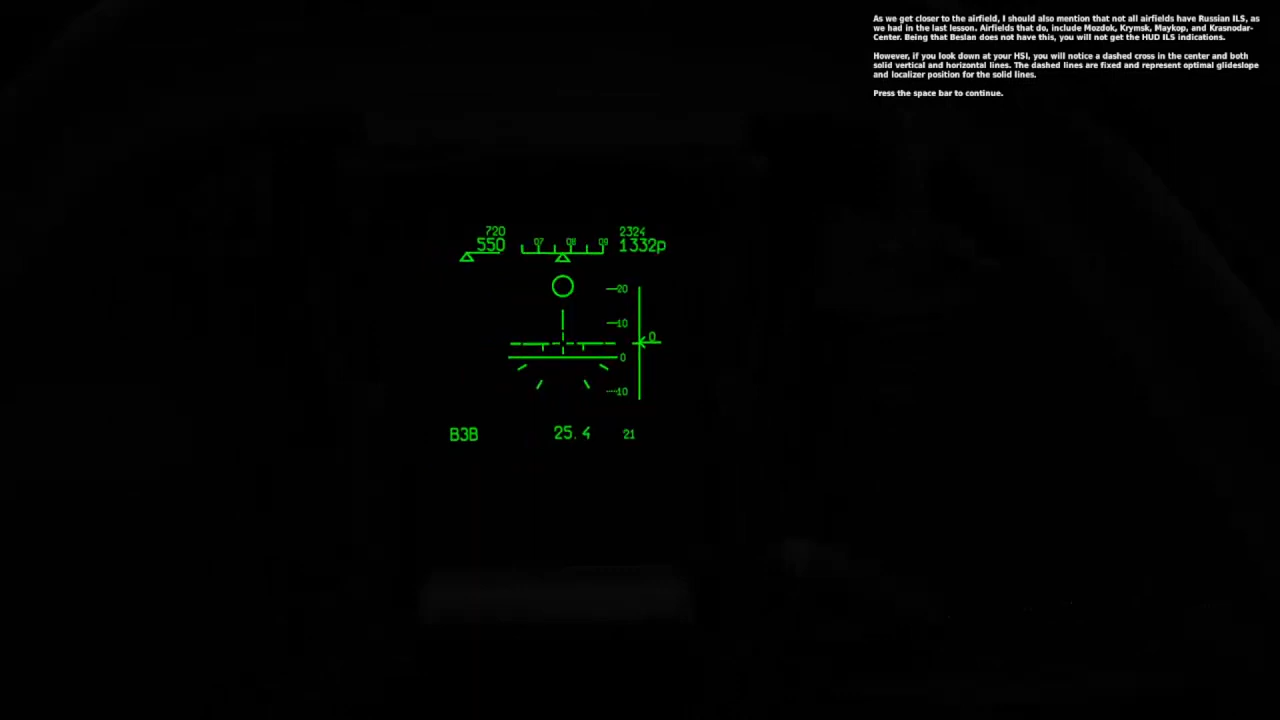 As we get closer to the airfield, I should also mention that not all airfields have Russian ILS, as
we had in the last lesson. Airfields that do, include Mozdok, Krymsk, Maykop, and Krasnodar-
Center. Being that Beslan does not have this, you will not get the HUD ILS indications.
However, if you look down at your HSI, you will notice a dashed cross in the center and both
solid vertical and horizontal lines. The dashed lines are fixed and represent optimal glideslope
and localizer position for the solid lines.
Press the space bar to continue.
720 2324
550 07 08 09 1332р
20
10
0
0
10
ВЗВ 25.4 21